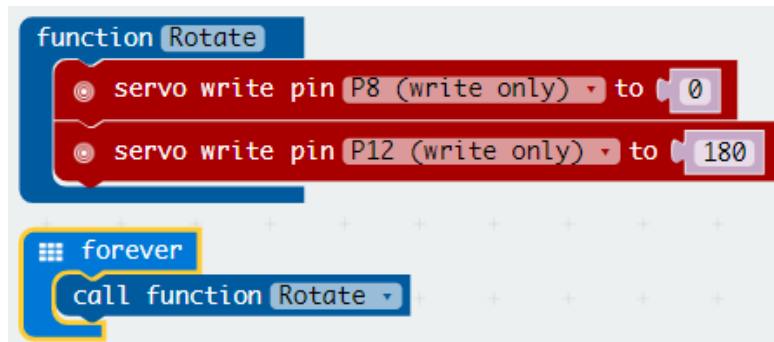 function Rotate
servo write pin P8 (write only) to 0
servo write pin P12 (write only) to 180
forever
call function Rotate